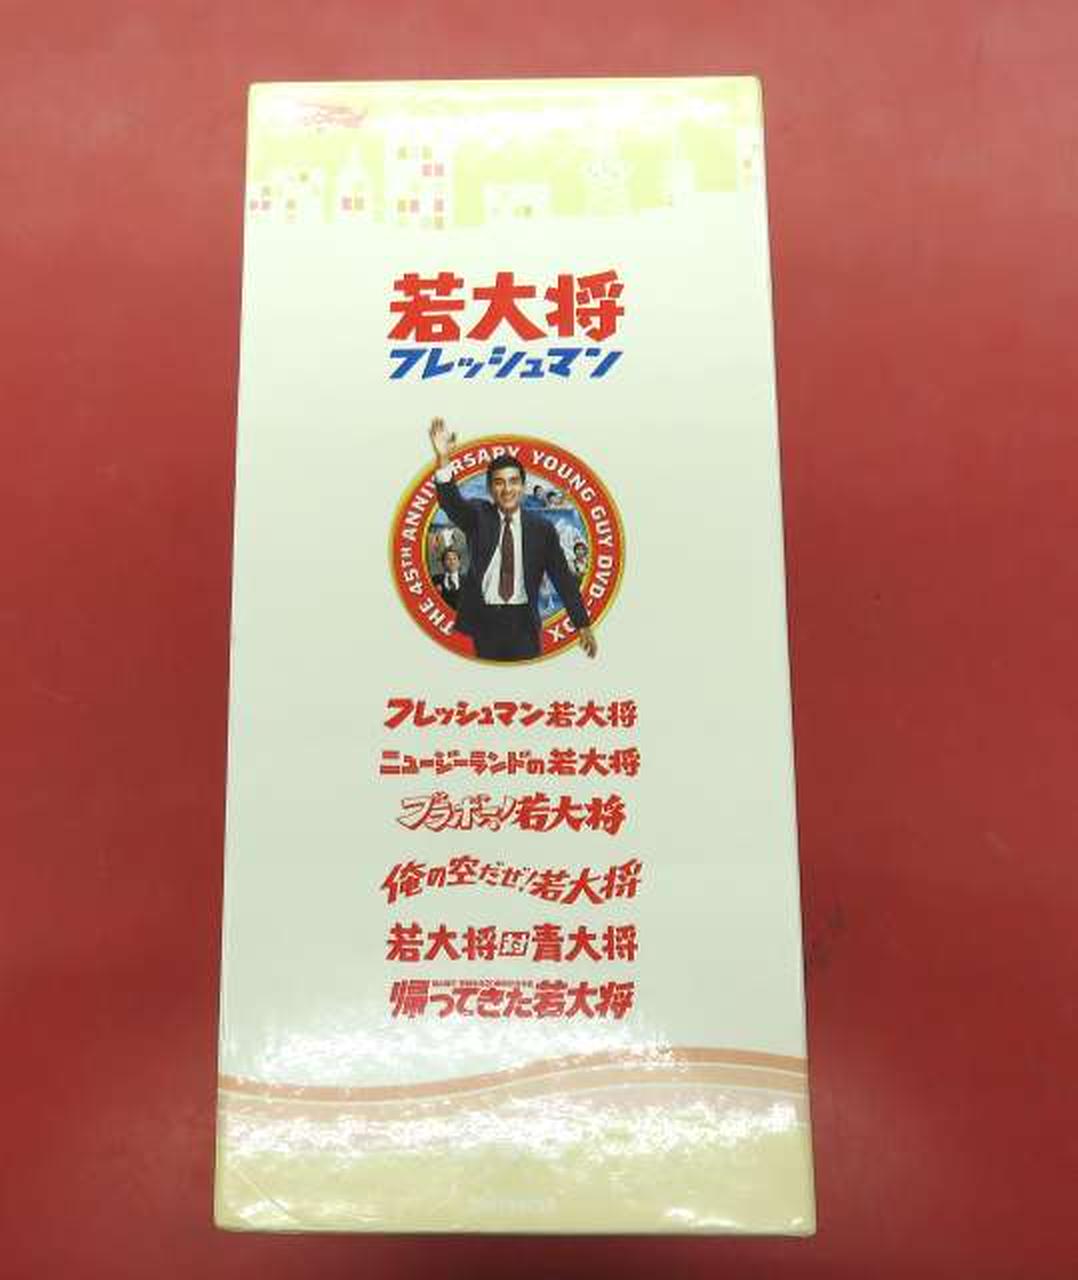 若大将
フレッシュマン
THE 45TH ANNIVERSARY YOUNG GUY DVD-BOX
フレッシュマン若大将
ニュージーランドの若大将
ブラボー!若大将
俺の空だぜ!若大将
若大将対青大将
帰ってきた若大将